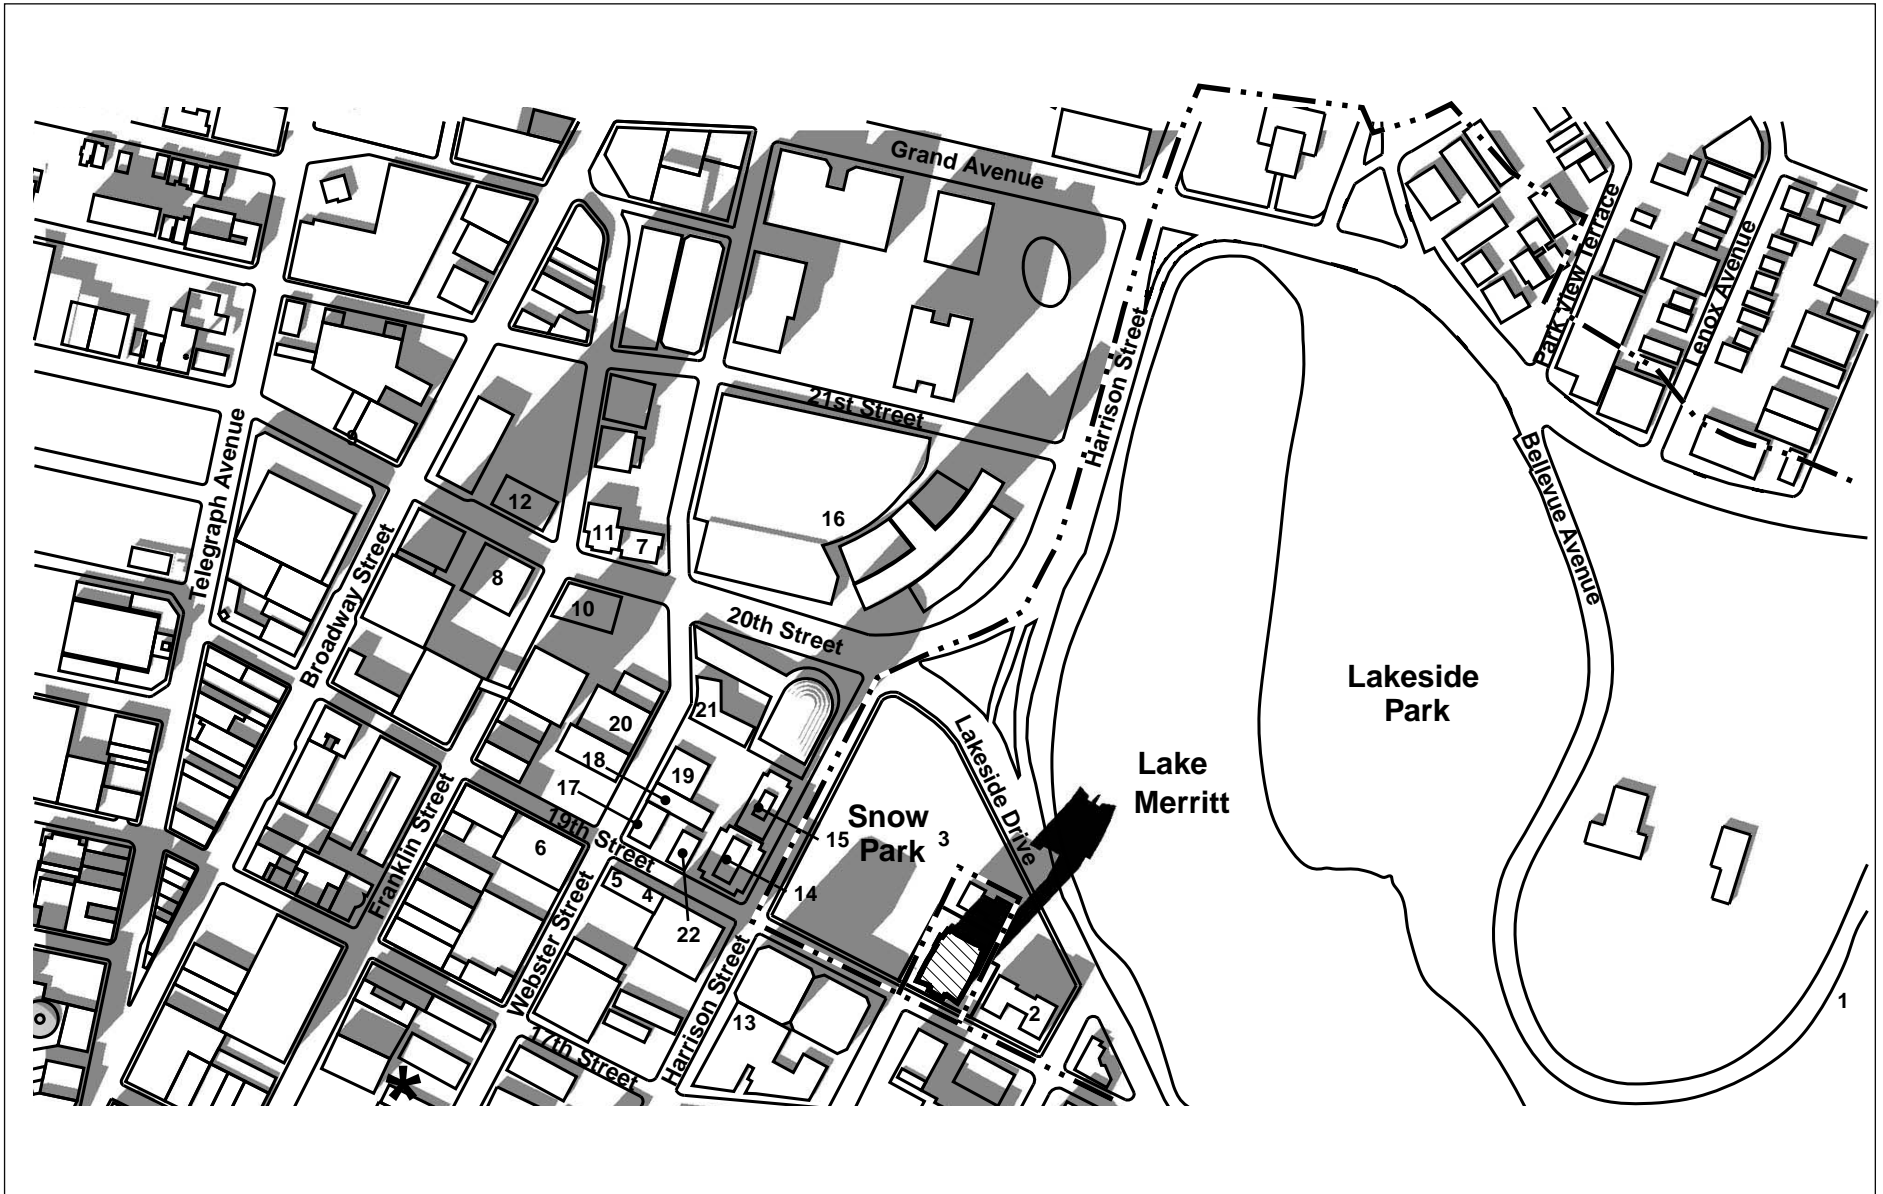 Grand Avenue
Park View Terrace
enox Avenue
Harrison Street
21st Street
Telegraph Avenue
9
Bellevue Avenue
12
16
11
7
Broadway Street
8
10
20th Street
Lakeside
Park
21
20
Lakeside Drive
18
19
17
Lake
Merritt
19th Street
Snow
Park
3
15
Franklin Street
6
5
4
14
Webster Street
22
Harrison Street
13
2
1
17th Street
*